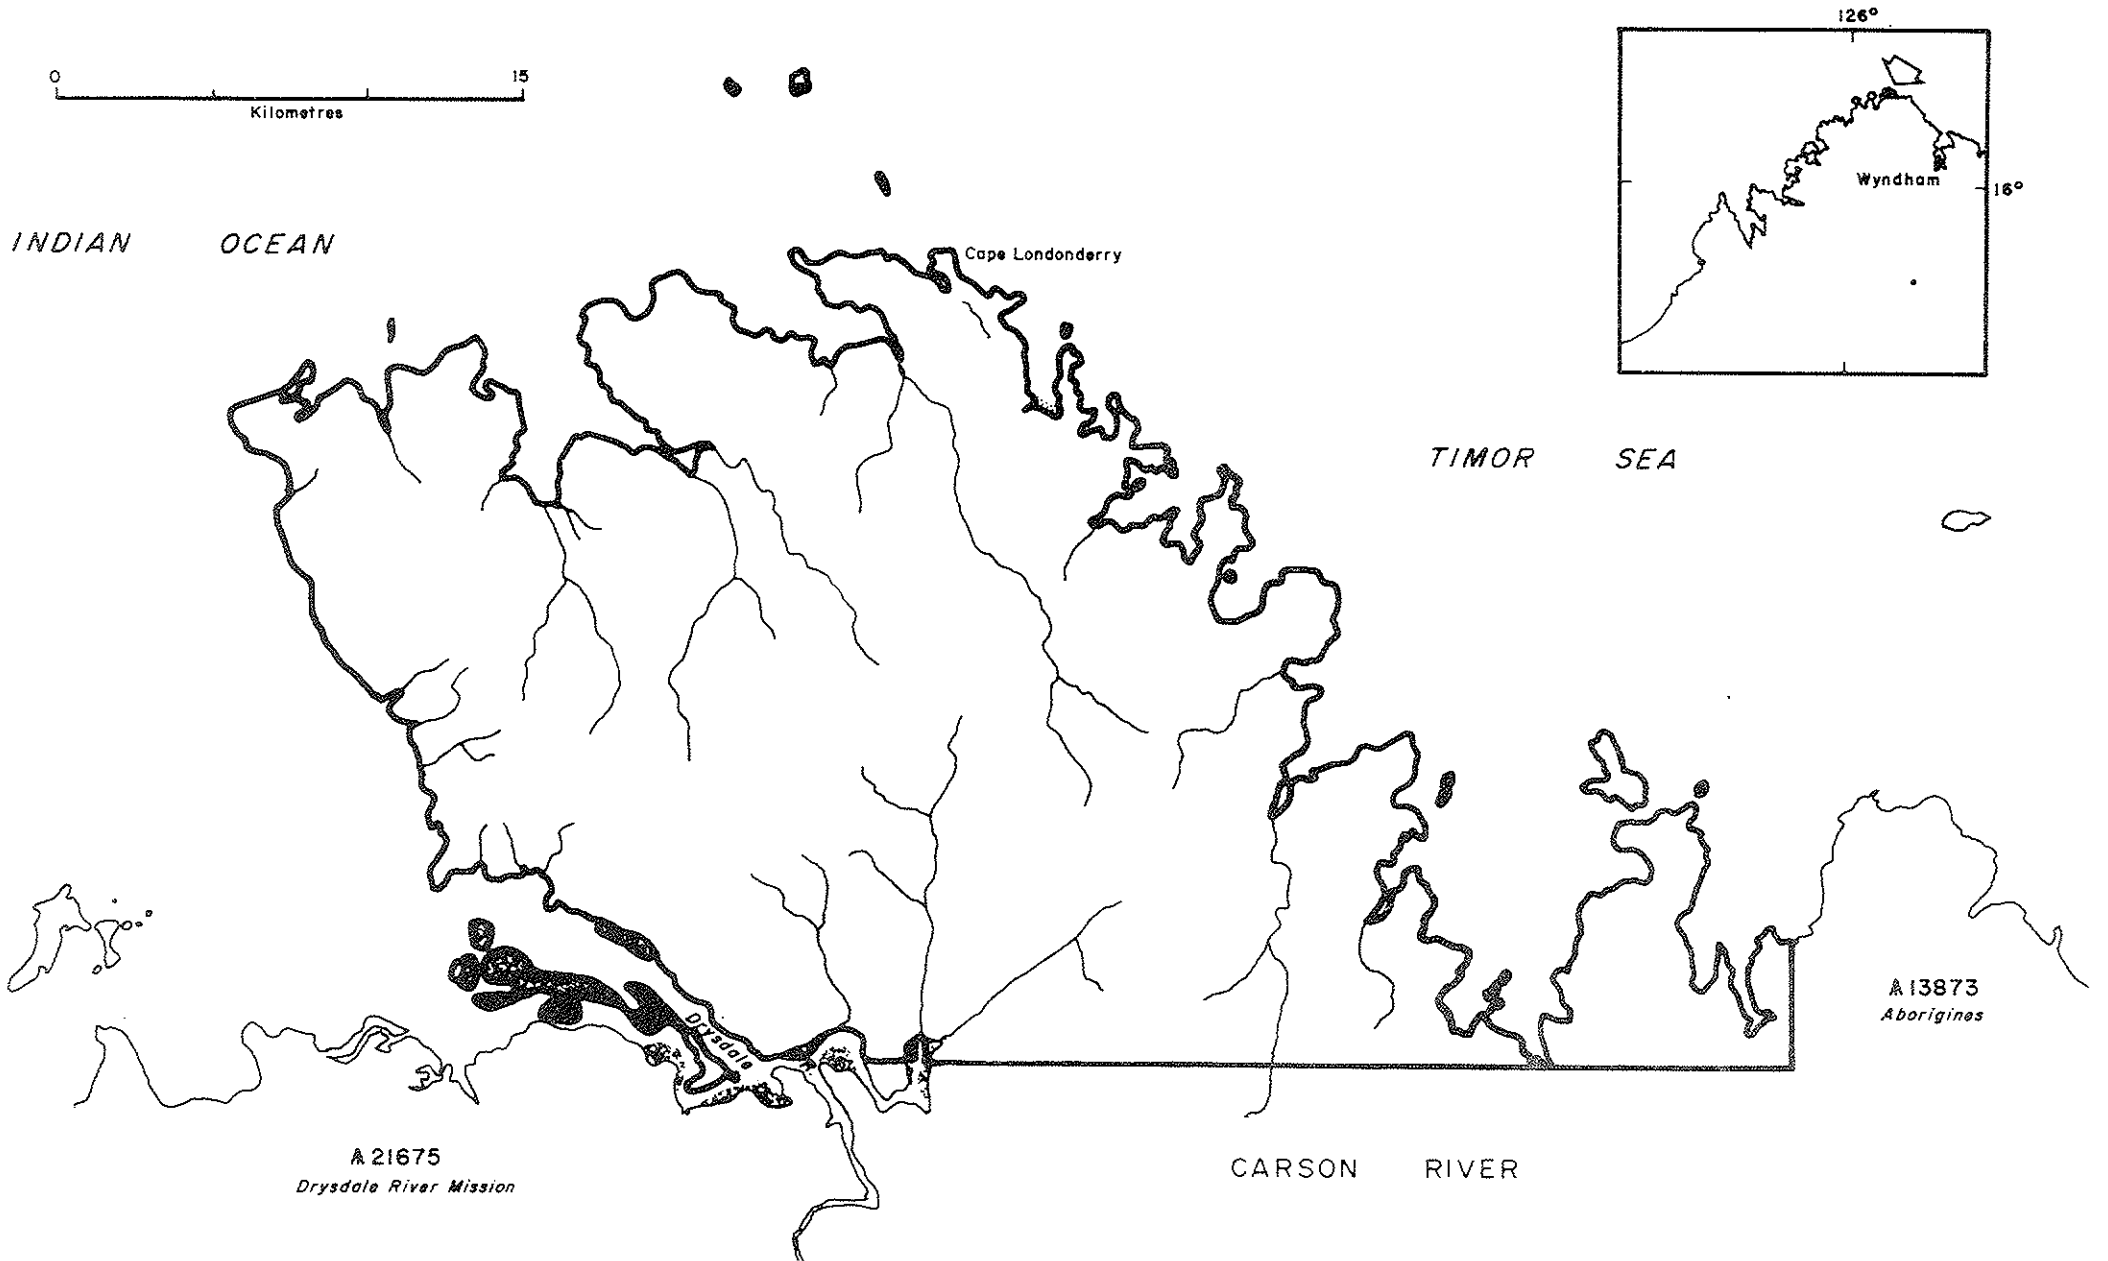 126°
0 15
Kilometres
Wyndham
16°
INDIAN OCEAN
Cape Londonderry
TIMOR SEA
Drysdale
A 13873
Aborigines
A 21675
Drysdale River Mission
CARSON RIVER